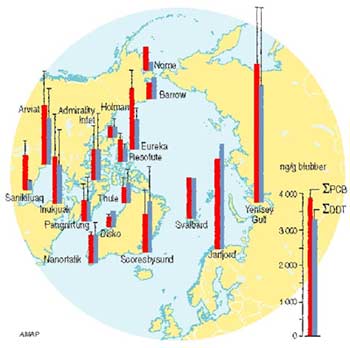 Nome
Barrow
Arviat
Admirality
Inlet
Holman
Eureka
Resolute
ng/g blubber
ΣPCB
4 000
ΣDDT
Sanikiluaq
Inukjuak
Thule
Pangnirtung
Disko
Svalbard
Yenisey
Gulf
3 000
Nanortalik
Scoresbysund
Jarfjord
2 000
1 000
0
AMAP